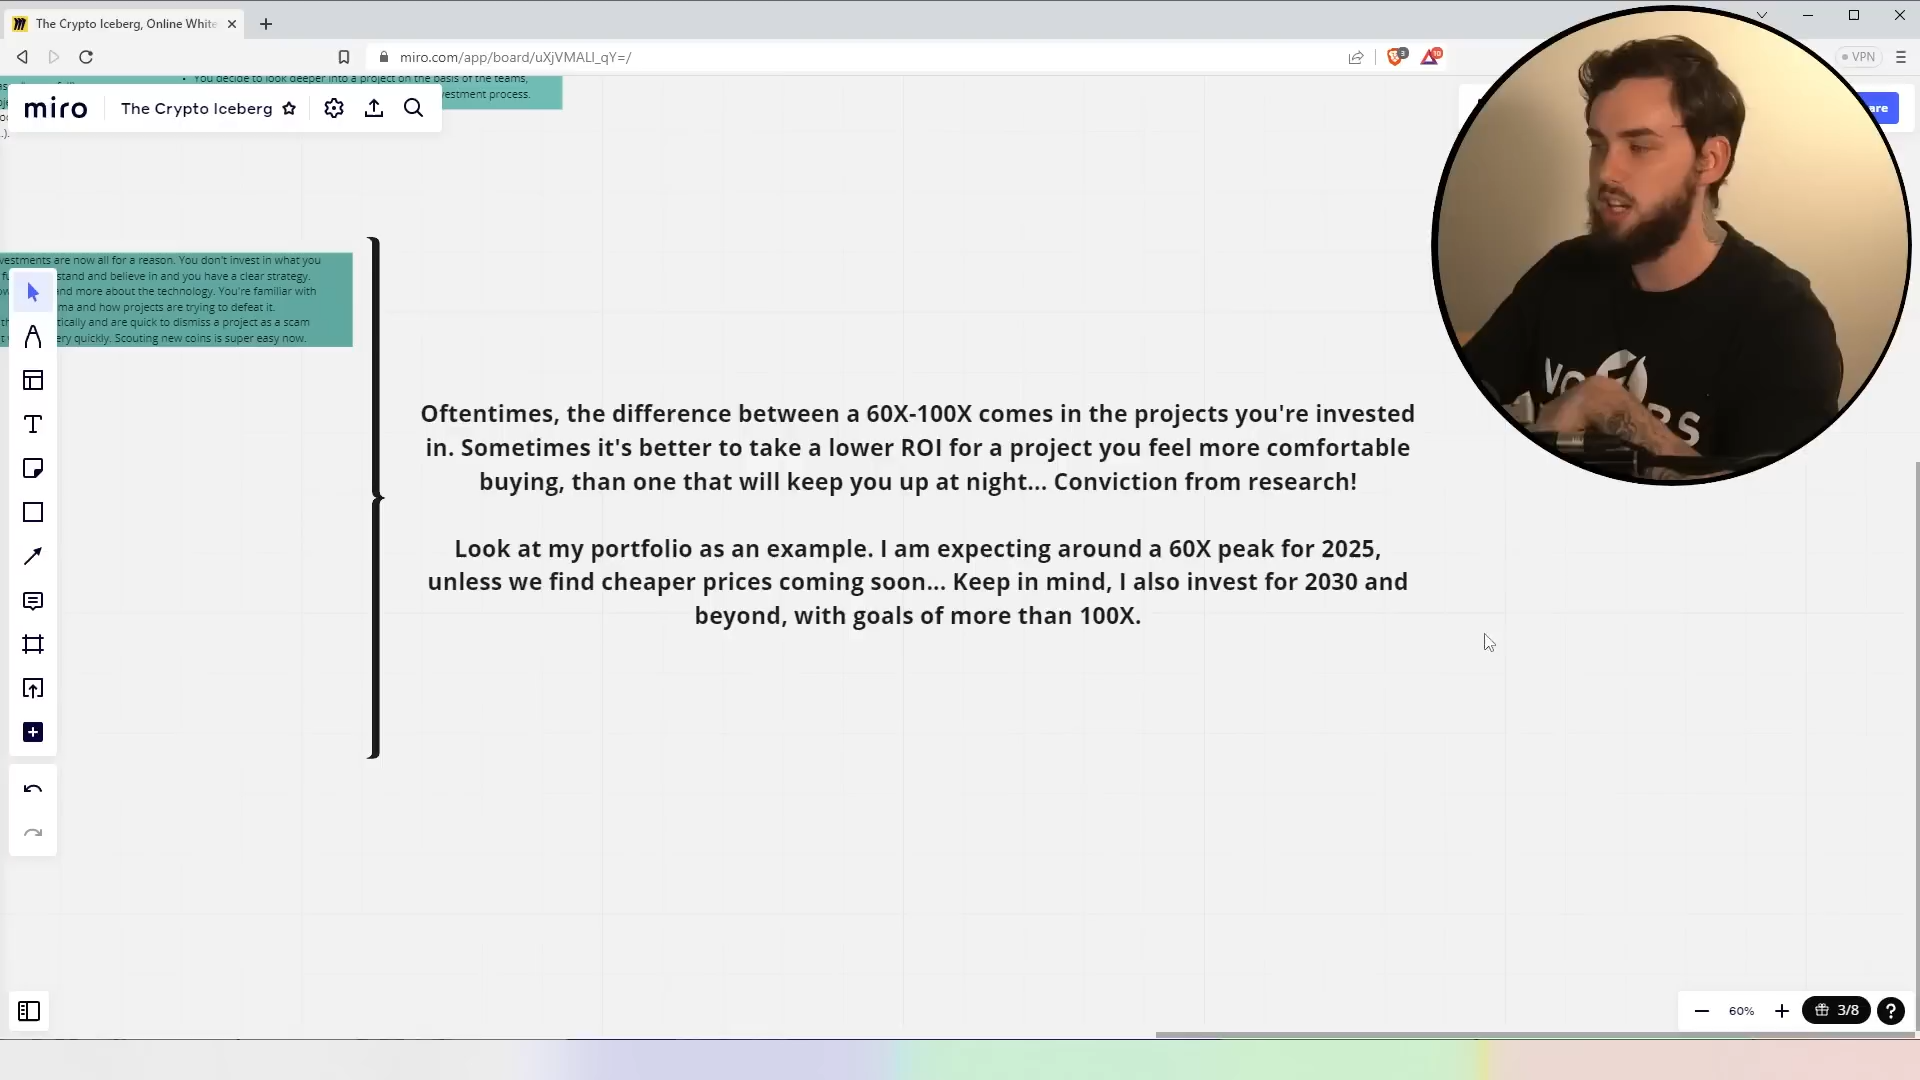 The Crypto Iceberg, Online White
miro.com/app/board/uXjVMALI_qY=/
3
10
VPN
You decide to look deeper into a project on the basis of the teams,
vestment process.
miro
The Crypto Iceberg
are
vestments are now all for a reason. You don't invest in what you
stand and believe in and you have a clear strategy.
nd more about the technology. You're familiar with
ma and how projects are trying to defeat it.
tically and are quick to dismiss a project as a scam
ery quickly. Scouting new coins is super easy now.
Oftentimes, the difference between a 60X-100X comes in the projects you're invested
in. Sometimes it's better to take a lower ROI for a project you feel more comfortable
buying, than one that will keep you up at night... Conviction from research!
Look at my portfolio as an example. I am expecting around a 60X peak for 2025,
unless we find cheaper prices coming soon... Keep in mind, I also invest for 2030 and
beyond, with goals of more than 100X.
60%
3/8
?